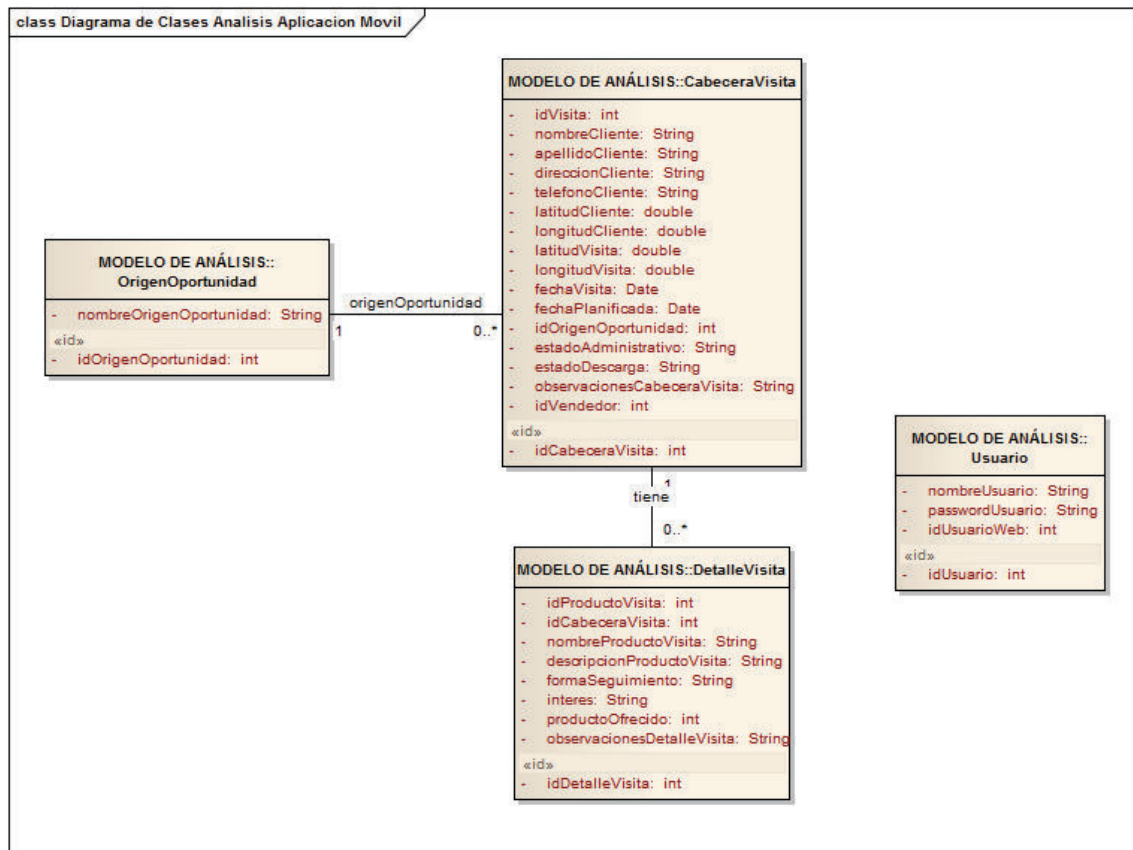 class Diagrama de Clases Analisis Aplicacion Movil
MODELO DE ANÁLISIS::CabeceraVisita
- idVisita: int
- nombreCliente: String
- apellidoCliente: String
- direccionCliente: String
- telefonoCliente: String
- latitudCliente: double
- longitudCliente: double
- latitudVisita: double
- longitudVisita: double
- fechaVisita: Date
- fechaPlanificada: Date
- idOrigenOportunidad: int
- estadoAdministrativo: String
- estadoDescarga: String
- observacionesCabeceraVisita: String
- idVendedor: int
«id»
- idCabeceraVisita: int
MODELO DE ANÁLISIS::
OrigenOportunidad
- nombreOrigenOportunidad: String
«id»
- idOrigenOportunidad: int
origenOportunidad
1
0..*
1
tiene
0..*
MODELO DE ANÁLISIS::
Usuario
- nombreUsuario: String
- passwordUsuario: String
- idUsuarioWeb: int
«id»
- idUsuario: int
MODELO DE ANÁLISIS::DetalleVisita
- idProductoVisita: int
- idCabeceraVisita: int
- nombreProductoVisita: String
- descripcionProductoVisita: String
- formaSeguimiento: String
- interes: String
- productoOfrecido: int
- observacionesDetalleVisita: String
«id»
- idDetalleVisita: int